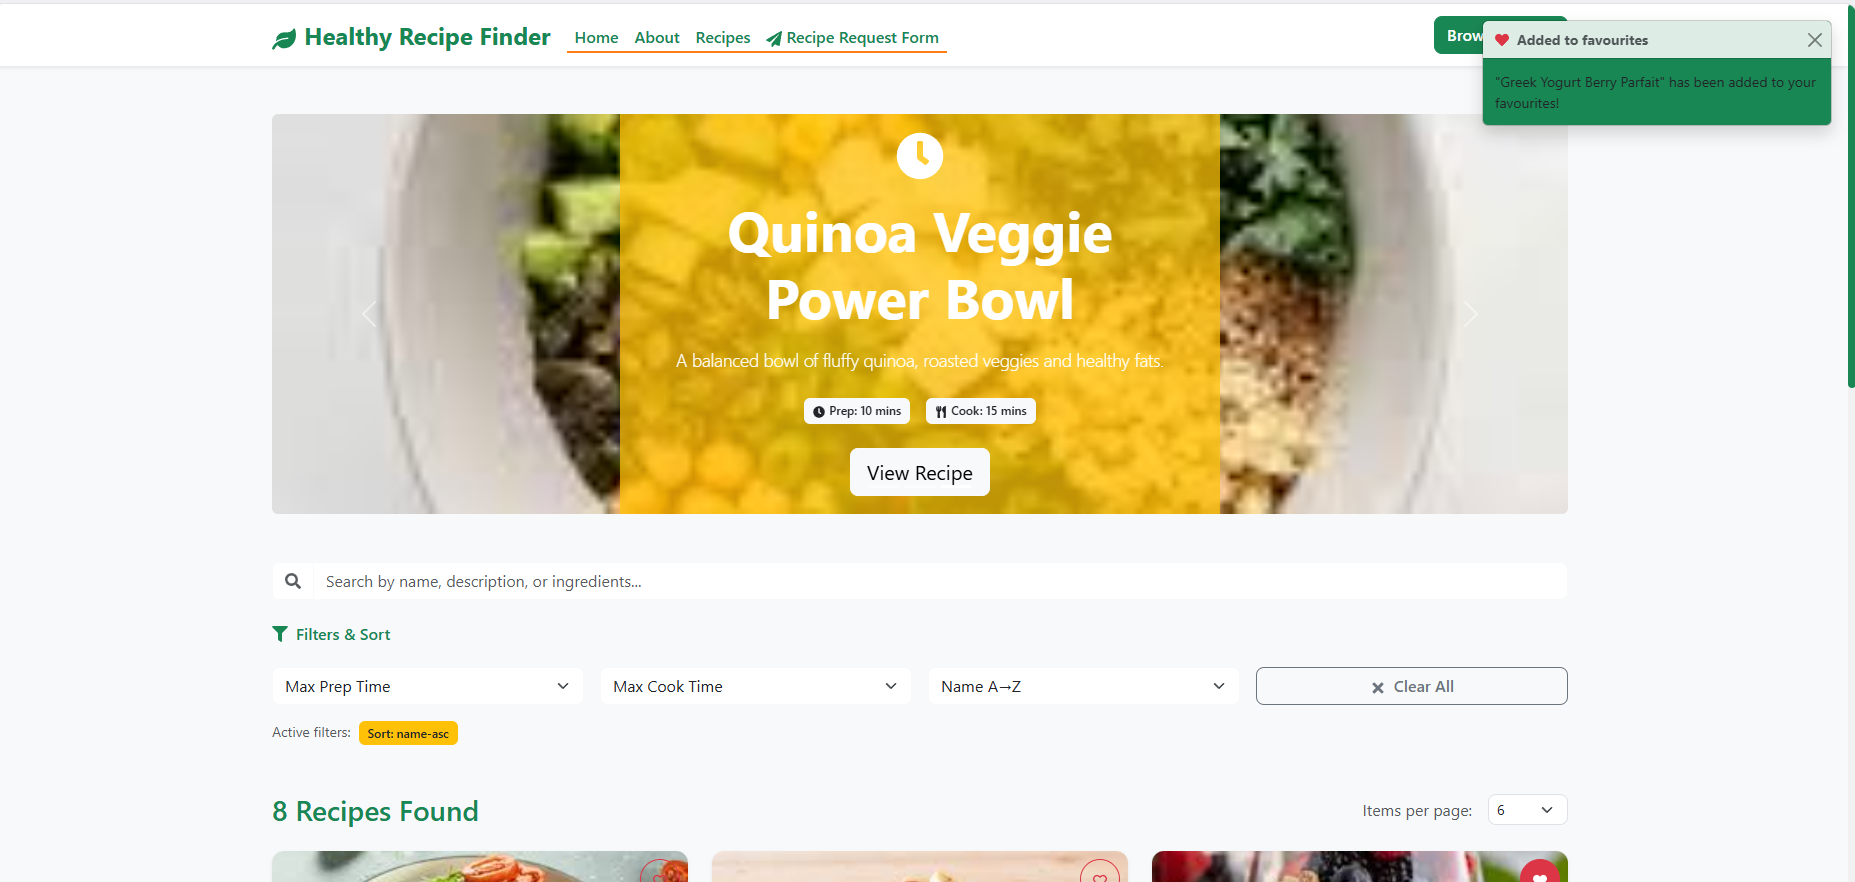 Healthy Recipe Finder
Home
About
Recipes
Recipe Request Form
Added to favourites
"Greek Yogurt Berry Parfait" has been added to your
favourites!
Quinoa Veggie
Power Bowl
A balanced bowl of fluffy quinoa, roasted veggies and healthy fats.
Prep: 10 mins
Cook: 15 mins
View Recipe
Search by name, description, or ingredients...
Filters & Sort
Max Prep Time
Max Cook Time
Name A→Z
Clear All
Active filters:
Sort: name-asc
8 Recipes Found
Items per page:
6